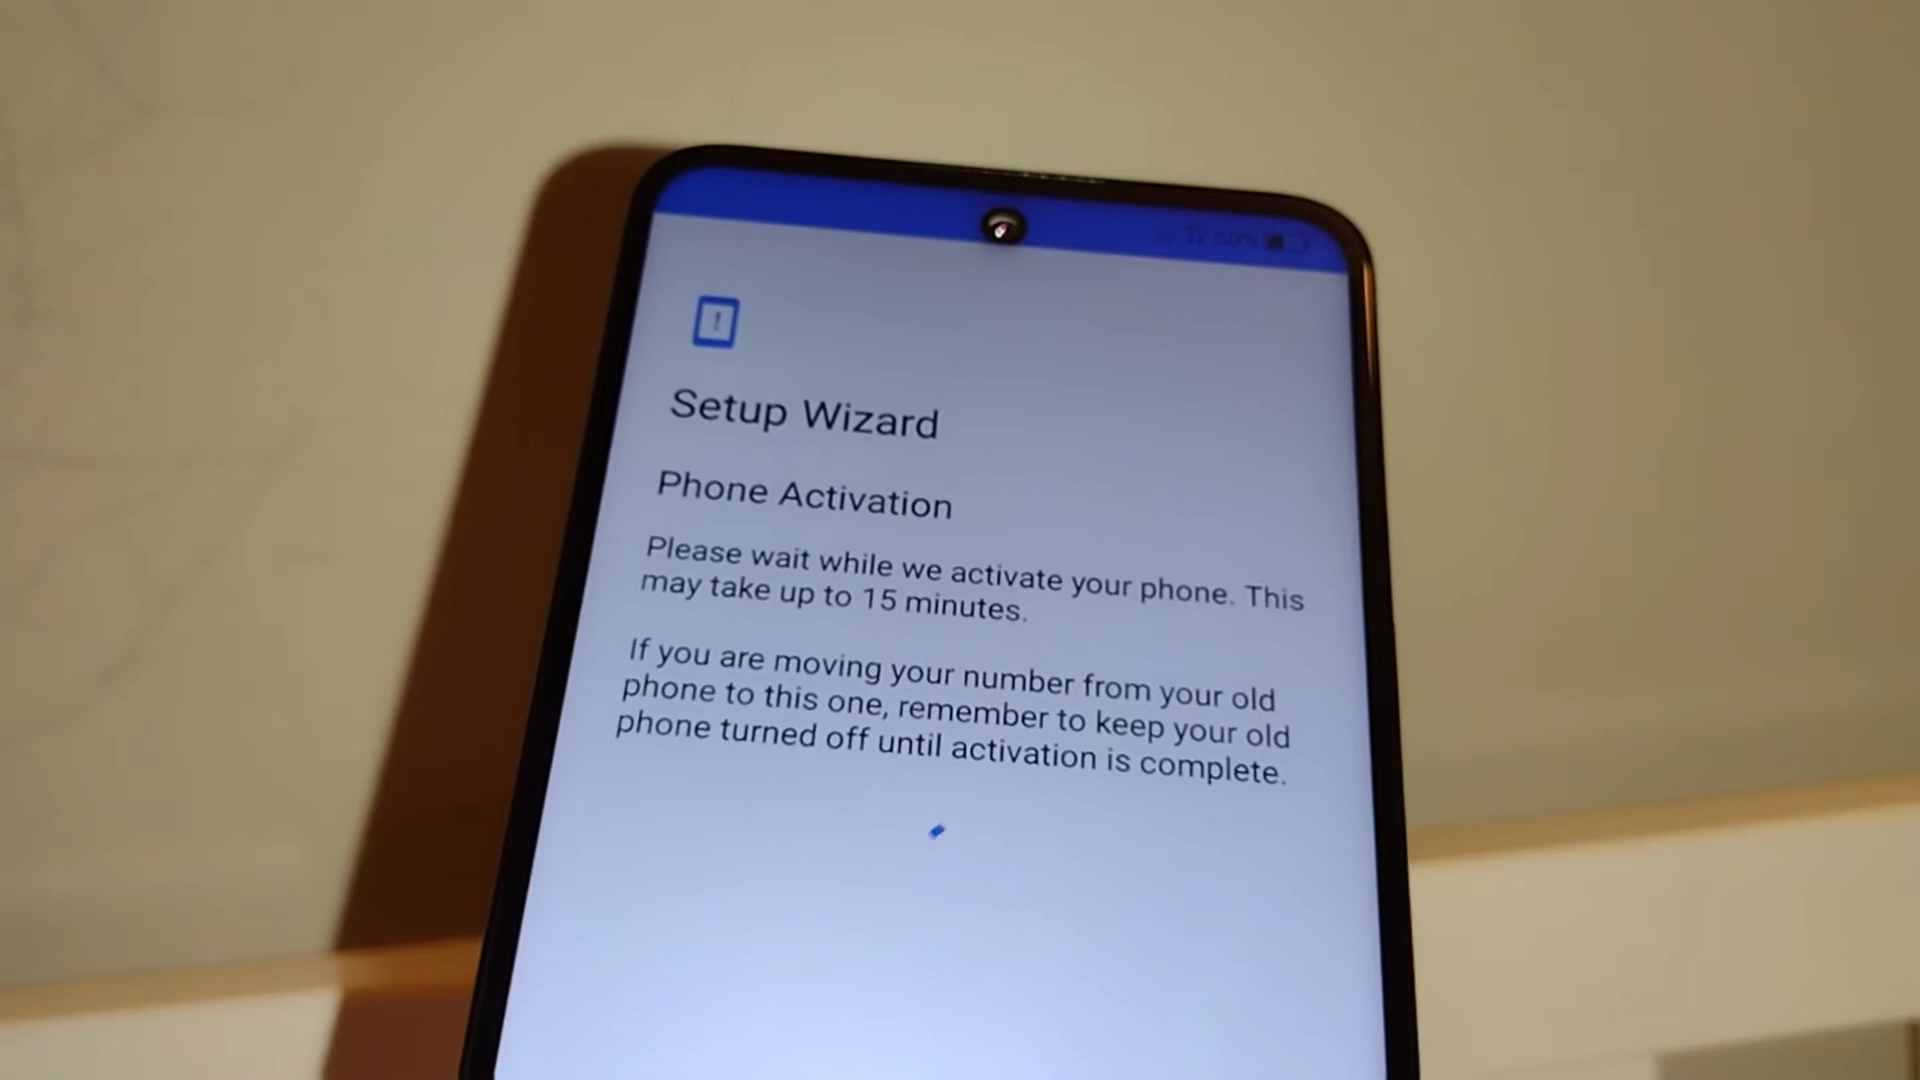 !
Setup Wizard
Phone Activation
Please wait while we activate your phone. This
may take up to 15 minutes.
If you are moving your number from your old
phone to this one, remember to keep your old
phone turned off until activation is complete.